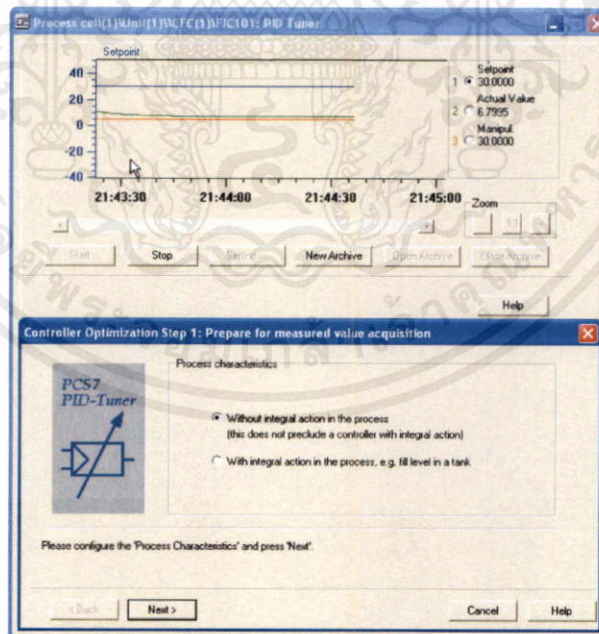 Process cell(1)\Unit(1)\\CFC(1)\FIC101: PID Tuner
Setpoint
40
20
0
-20
-40
21:43:30
21:44:00
21:44:30
21:45:00
Setpoint
1 30.0000
Actual Value
2 6.7995
Manipul.
3 30.0000
Zoom
1:1
Start
Stop
Setting
New Archive
Open Archive
Close Archive
Help
Controller Optimization Step 1: Prepare for measured value acquisition
PCS7
PID-Tuner
Process characteristics
Without integral action in the process
(this does not preclude a controller with integral action)
With integral action in the process, e.g. fill level in a tank
Please configure the 'Process Characteristics' and press 'Next'.
< Back
Next >
Cancel
Help